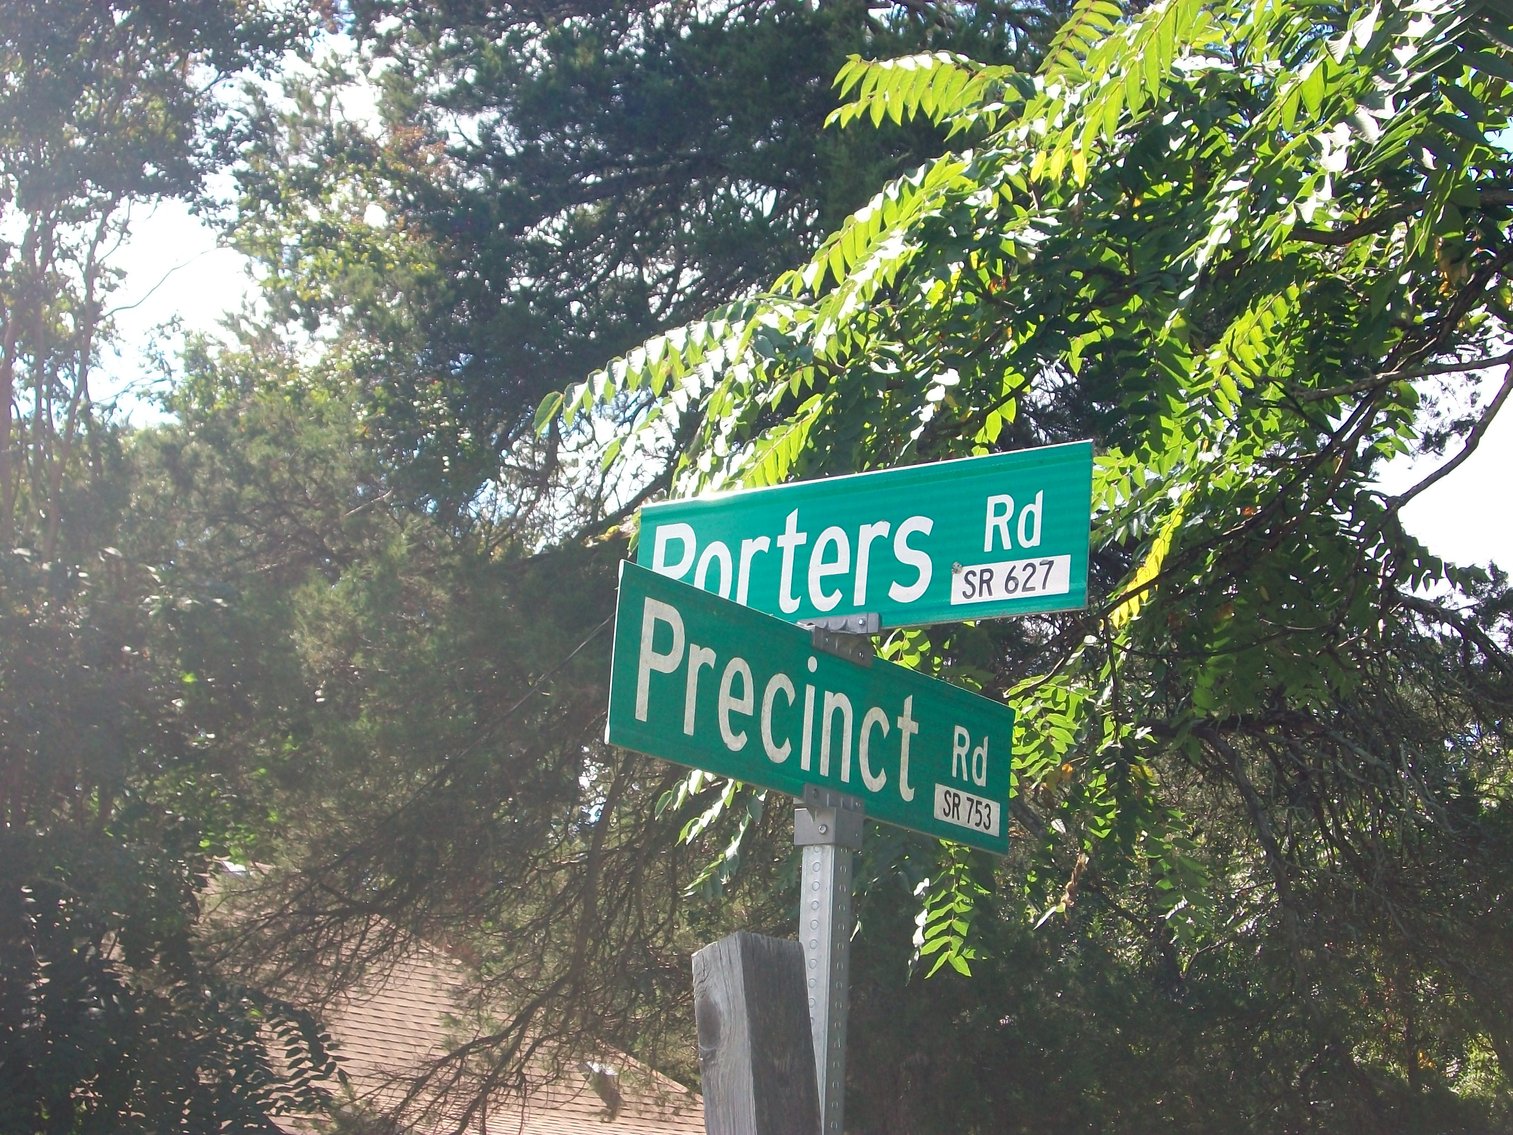 Porters Rd
SR 627
Precinct Rd
SR 753